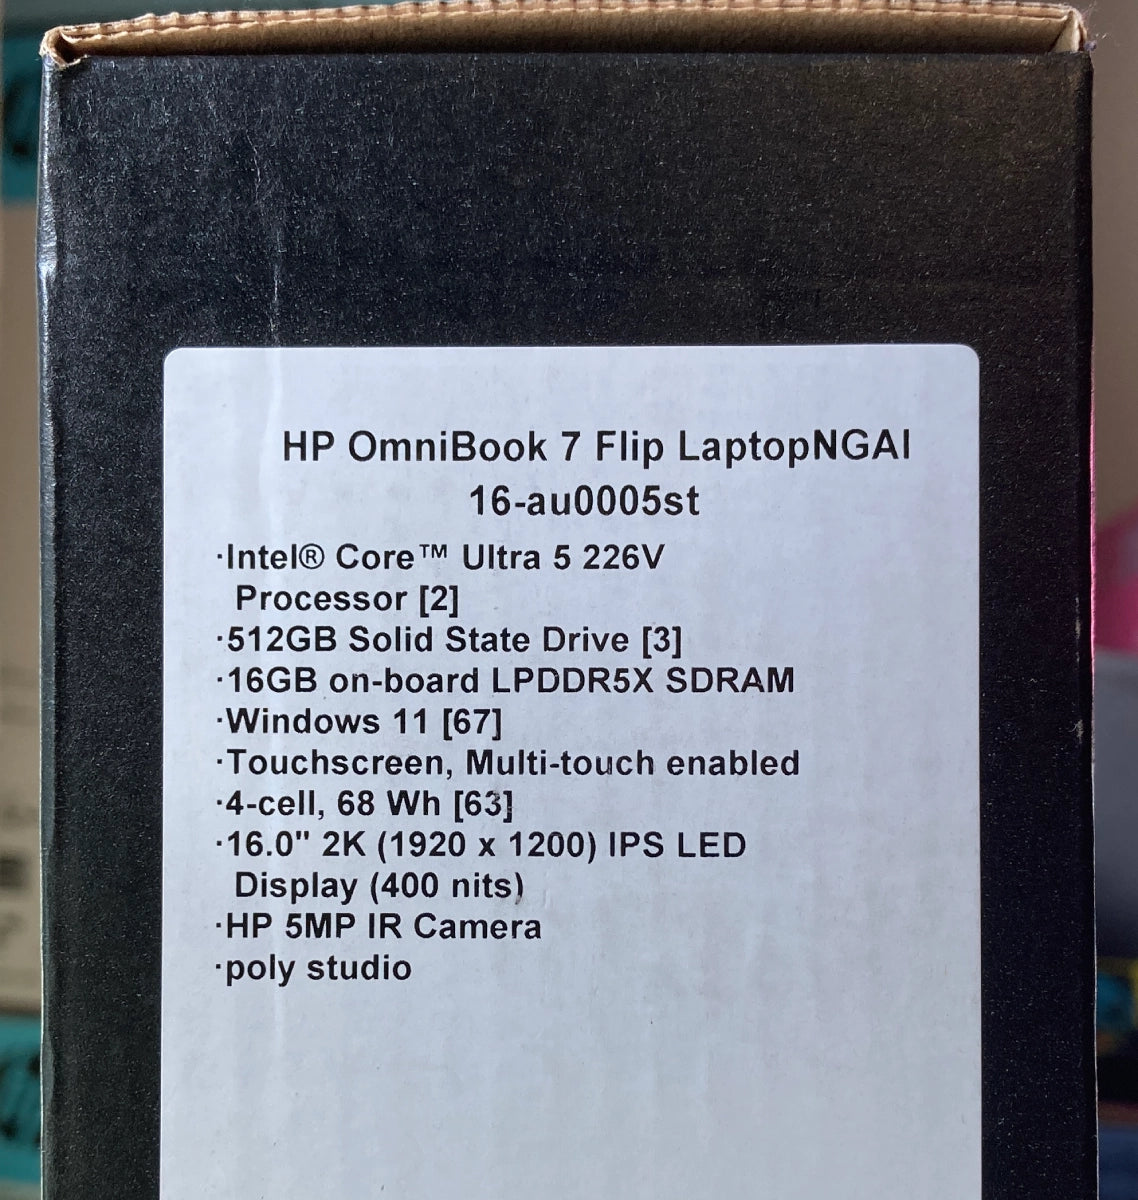 HP OmniBook 7 Flip LaptopNGAI
16-au0005st
·Intel® Core™ Ultra 5 226V
Processor [2]
·512GB Solid State Drive [3]
·16GB on-board LPDDR5X SDRAM
·Windows 11 [67]
·Touchscreen, Multi-touch enabled
·4-cell, 68 Wh [63]
·16.0" 2K (1920 x 1200) IPS LED
Display (400 nits)
·HP 5MP IR Camera
·poly studio